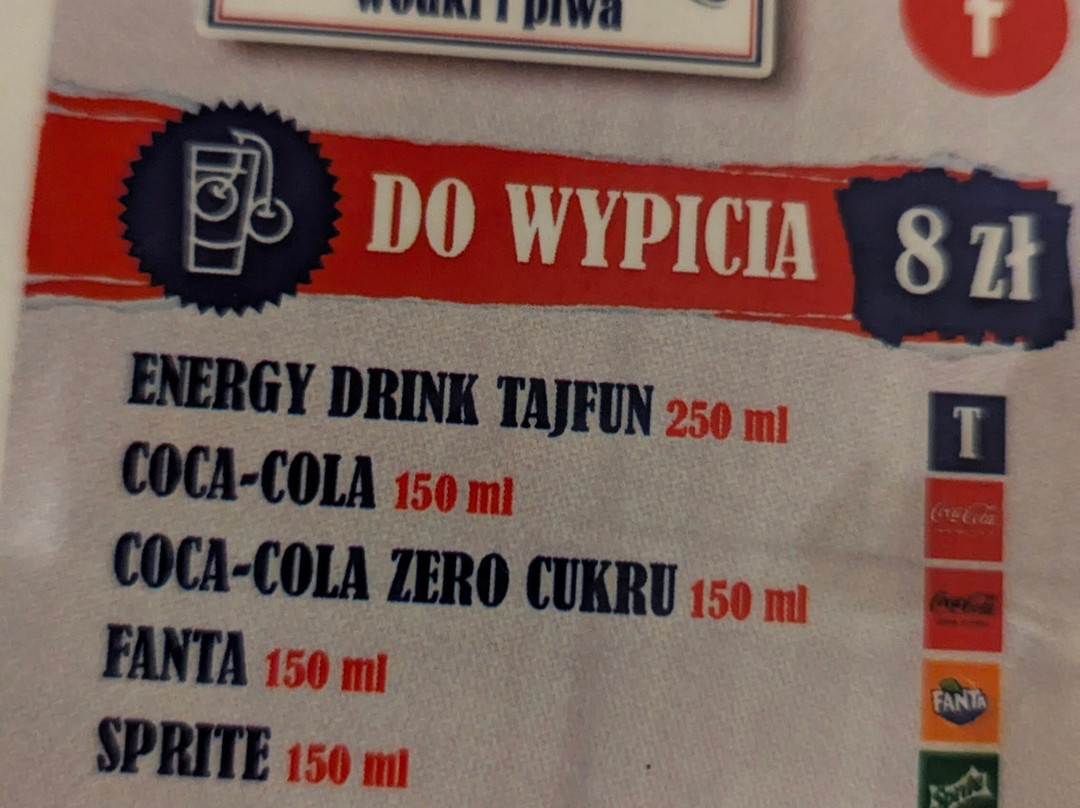 wódki i piwa
f
DO WYPICIA 8 zł
ENERGY DRINK TAJFUN 250 ml
T
COCA-COLA 150 ml
Coca-Cola
COCA-COLA ZERO CUKRU 150 ml
Coca-Cola
FANTA 150 ml
FANTA
SPRITE 150 ml
Sprite